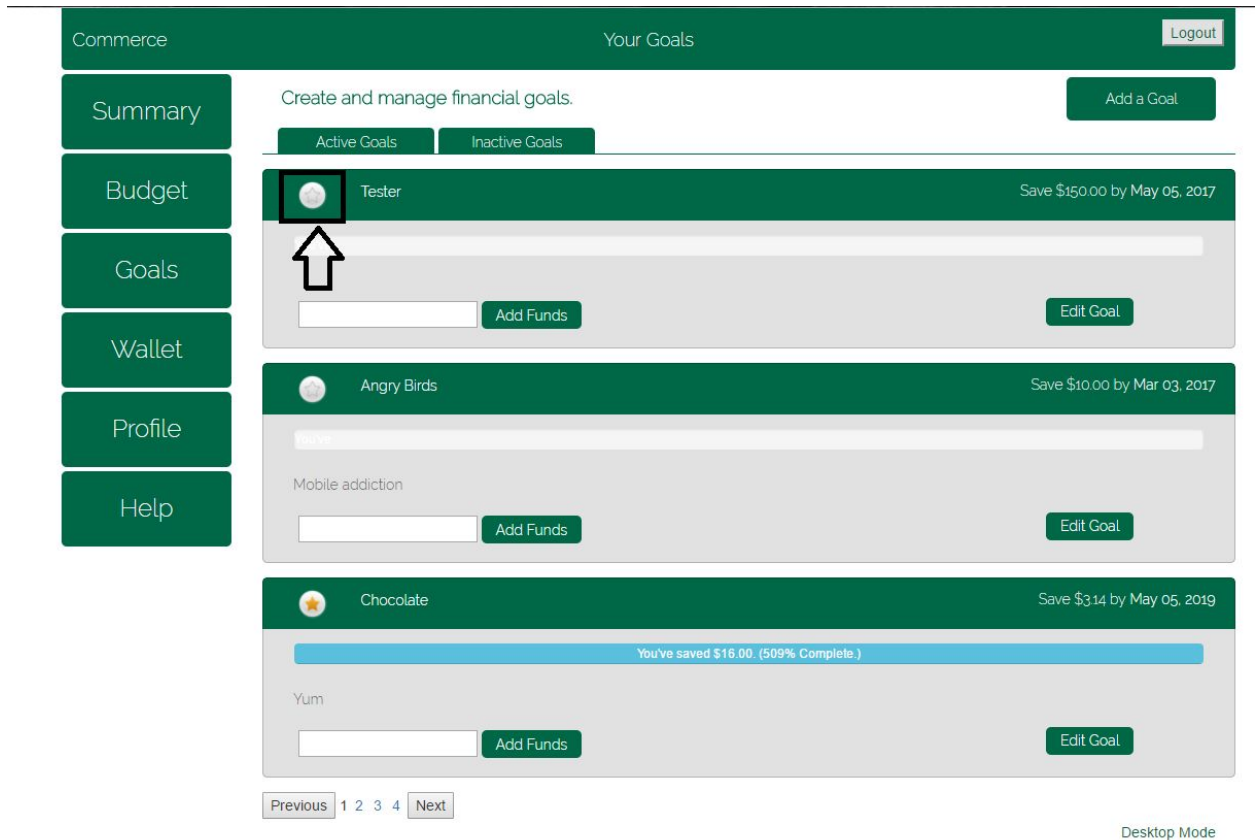 Commerce Your Goals Logout
Summary
Create and manage financial goals. Add a Goal
Active Goals Inactive Goals
Budget
Tester Save $150.00 by May 05, 2017
Goals
Add Funds Edit Goal
Wallet
Angry Birds Save $10.00 by Mar 03, 2017
Profile
You've
Mobile addiction
Help
Add Funds Edit Goal
Chocolate Save $3.14 by May 05, 2019
You've saved $16.00. (509% Complete.)
Yum
Add Funds Edit Goal
Previous 1 2 3 4 Next
Desktop Mode